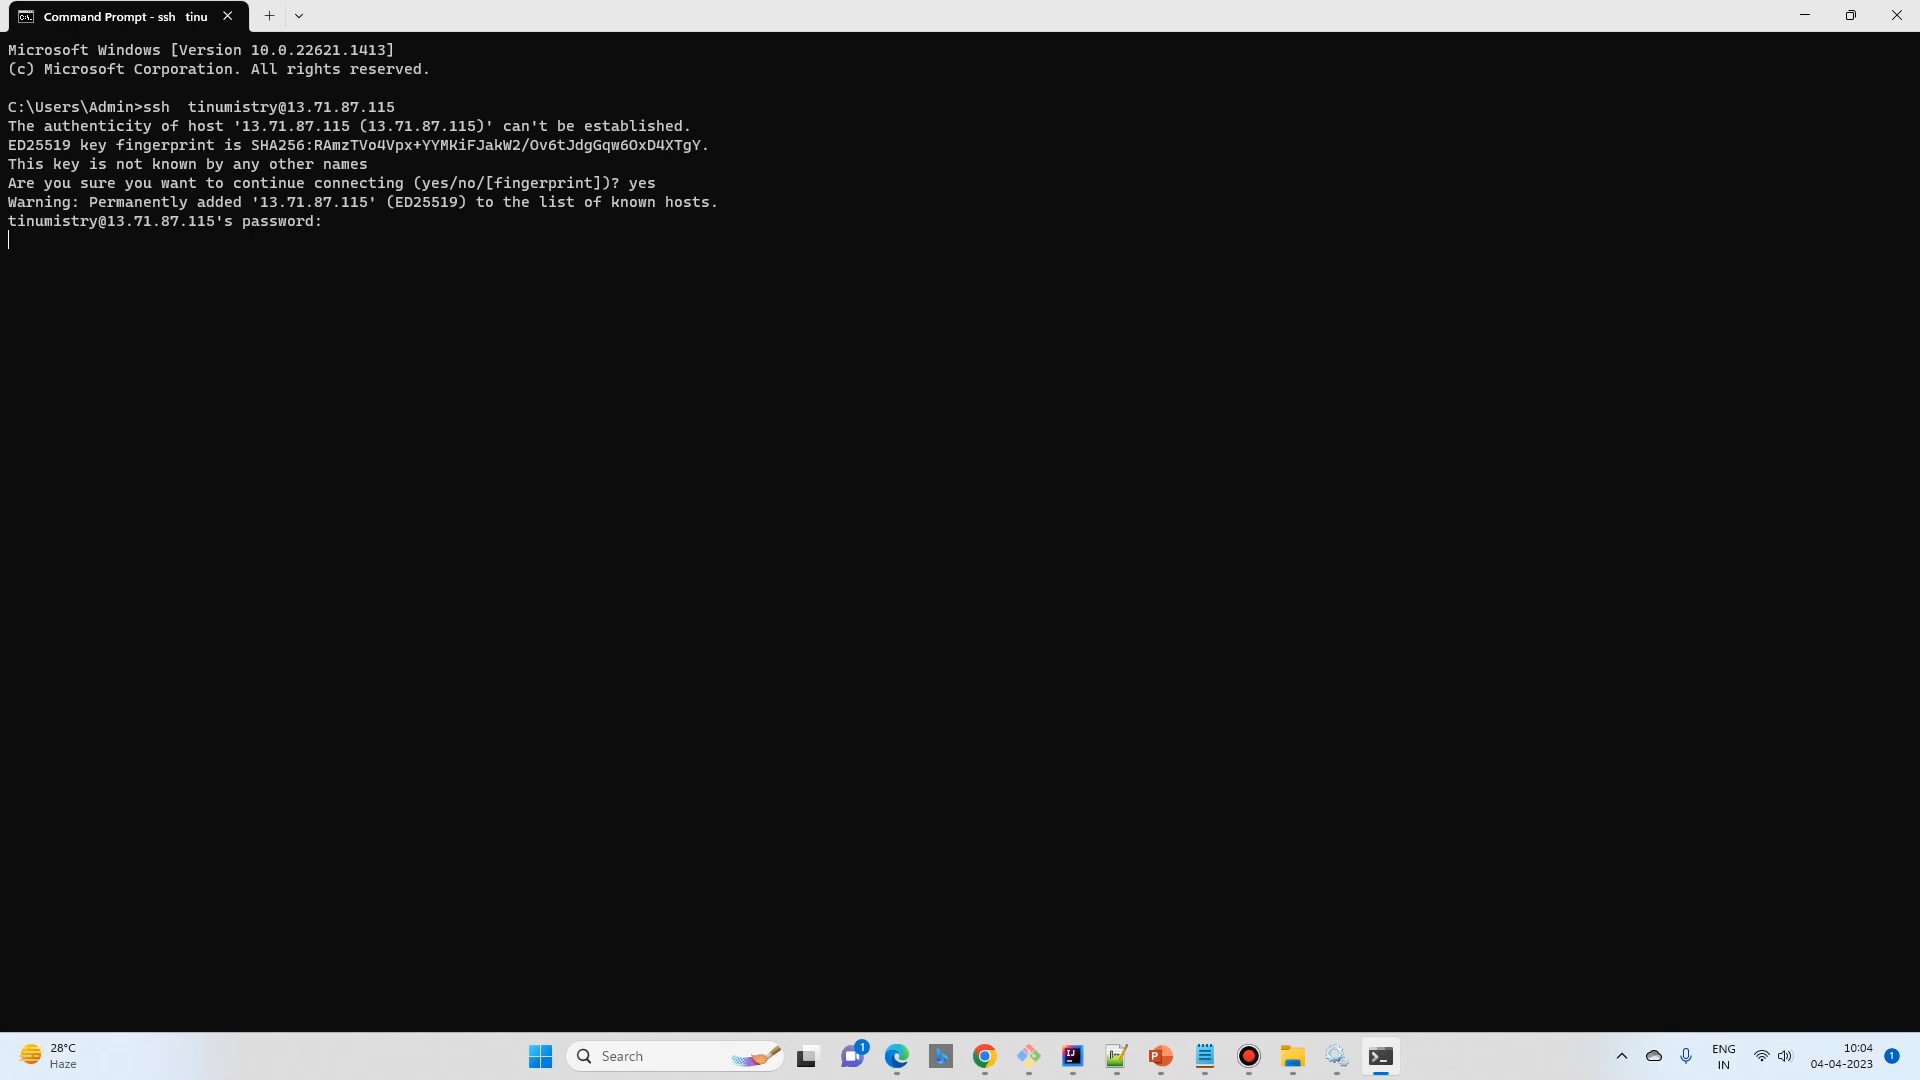 Command Prompt - ssh  tinu
Microsoft Windows [Version 10.0.22621.1413]
(c) Microsoft Corporation. All rights reserved.
C:\Users\Admin>ssh  tinumistry@13.71.87.115
The authenticity of host '13.71.87.115 (13.71.87.115)' can't be established.
ED25519 key fingerprint is SHA256:RAmzTVo4Vpx+YYMKiFJakW2/Ov6tJdgGqw6OxD4XTgY.
This key is not known by any other names
Are you sure you want to continue connecting (yes/no/[fingerprint])? yes
Warning: Permanently added '13.71.87.115' (ED25519) to the list of known hosts.
tinumistry@13.71.87.115's password:
28°C
Haze
Search
1
ENG
IN
10:04
04-04-2023
1